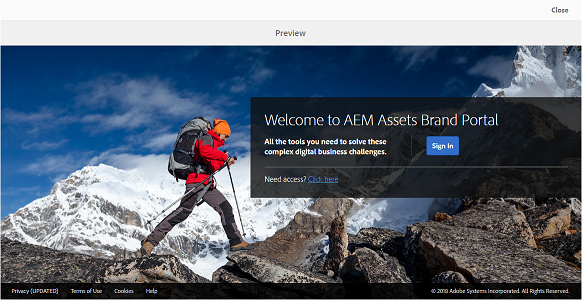 Close
Preview
Welcome to AEM Assets Brand Portal
All the tools you need to solve these
complex digital business challenges.
Sign In
Need access? Click here
Privacy (UPDATED) Terms of Use Cookies Help © 2018 Adobe Systems Incorporated. All Rights Reserved.